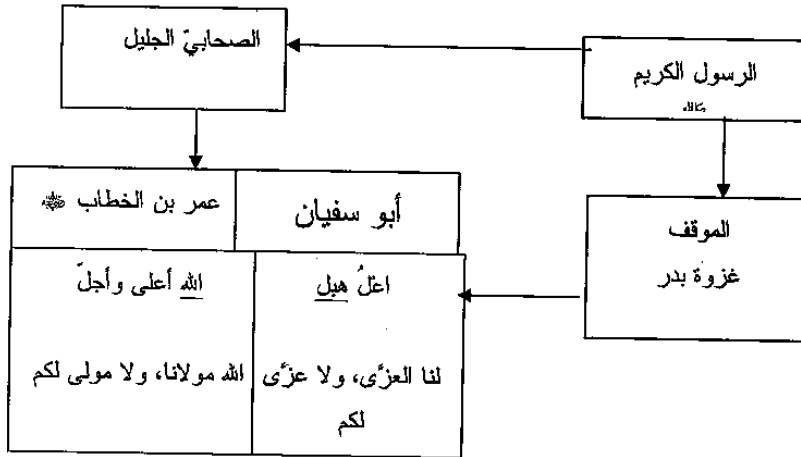 الرسول الكريم
ﷺ
الصحابيّ الجليل
الموقف
غزوة بدر
أبو سفيان
عمر بن الخطاب ﷺ
اعلُ هبل
الله أعلى وأجلّ
لنا العزَّى، ولا عزَّى
لكم
الله مولانا، ولا مولى لكم